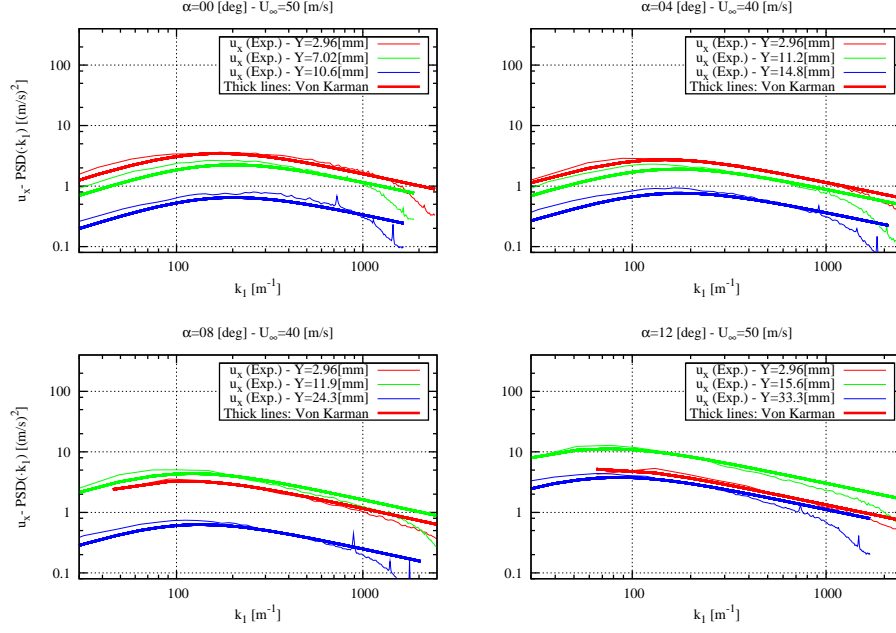 α=00 [deg] - U∞=50 [m/s]
u_x (Exp.) - Y=2.96[mm]
u_x (Exp.) - Y=7.02[mm]
u_x (Exp.) - Y=10.6[mm]
Thick lines: Von Karman
100
10
1
0.1
u_x- PSD(·k_1) [(m/s)^2]
100
1000
k_1 [m^-1]
α=04 [deg] - U∞=40 [m/s]
u_x (Exp.) - Y=2.96[mm]
u_x (Exp.) - Y=11.2[mm]
u_x (Exp.) - Y=14.8[mm]
Thick lines: Von Karman
100
10
1
0.1
100
1000
k_1 [m^-1]
α=08 [deg] - U∞=40 [m/s]
u_x (Exp.) - Y=2.96[mm]
u_x (Exp.) - Y=11.9[mm]
u_x (Exp.) - Y=24.3[mm]
Thick lines: Von Karman
100
10
1
0.1
u_x- PSD(·k_1) [(m/s)^2]
100
1000
k_1 [m^-1]
α=12 [deg] - U∞=50 [m/s]
u_x (Exp.) - Y=2.96[mm]
u_x (Exp.) - Y=15.6[mm]
u_x (Exp.) - Y=33.3[mm]
Thick lines: Von Karman
100
10
1
0.1
100
1000
k_1 [m^-1]